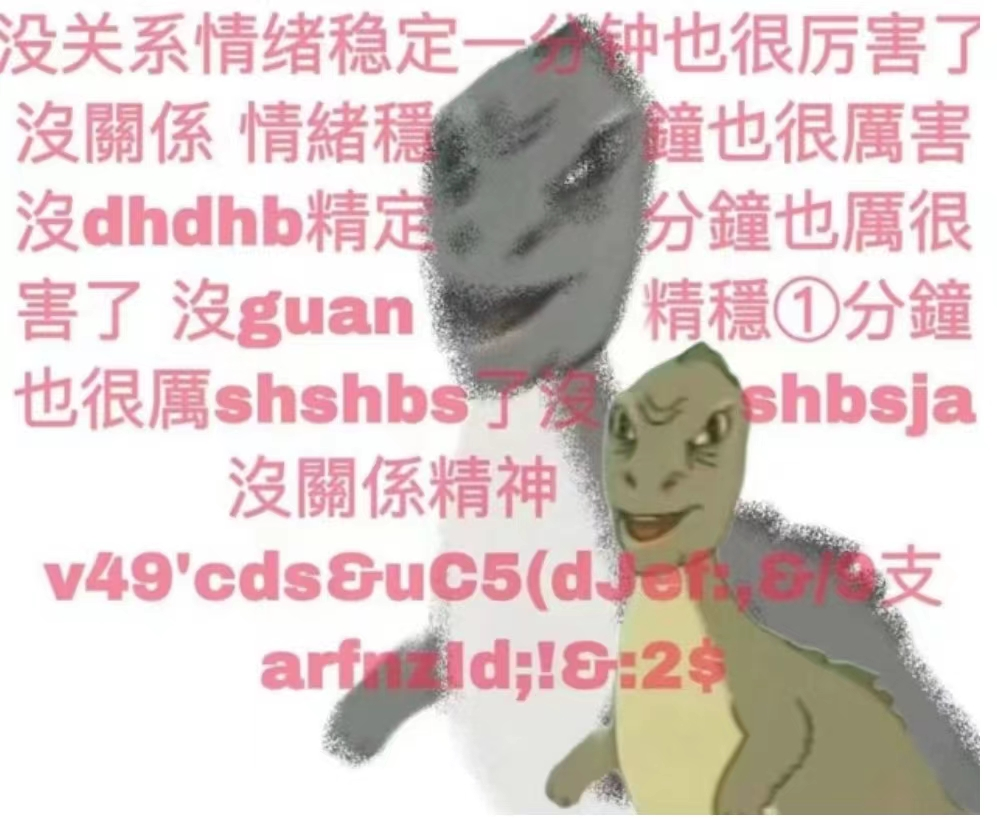 没关系情绪稳定一分钟也很厉害了
沒關係 情緒穩 鐘也很厲害
沒dhdhb精定 分鐘也厲很
害了 沒guan 精穩①分鐘
也很厲shshbs了沒 shbsja
沒關係精神
v49'cds&uC5(dJef:,&/9支
arfnzId;!&:2$